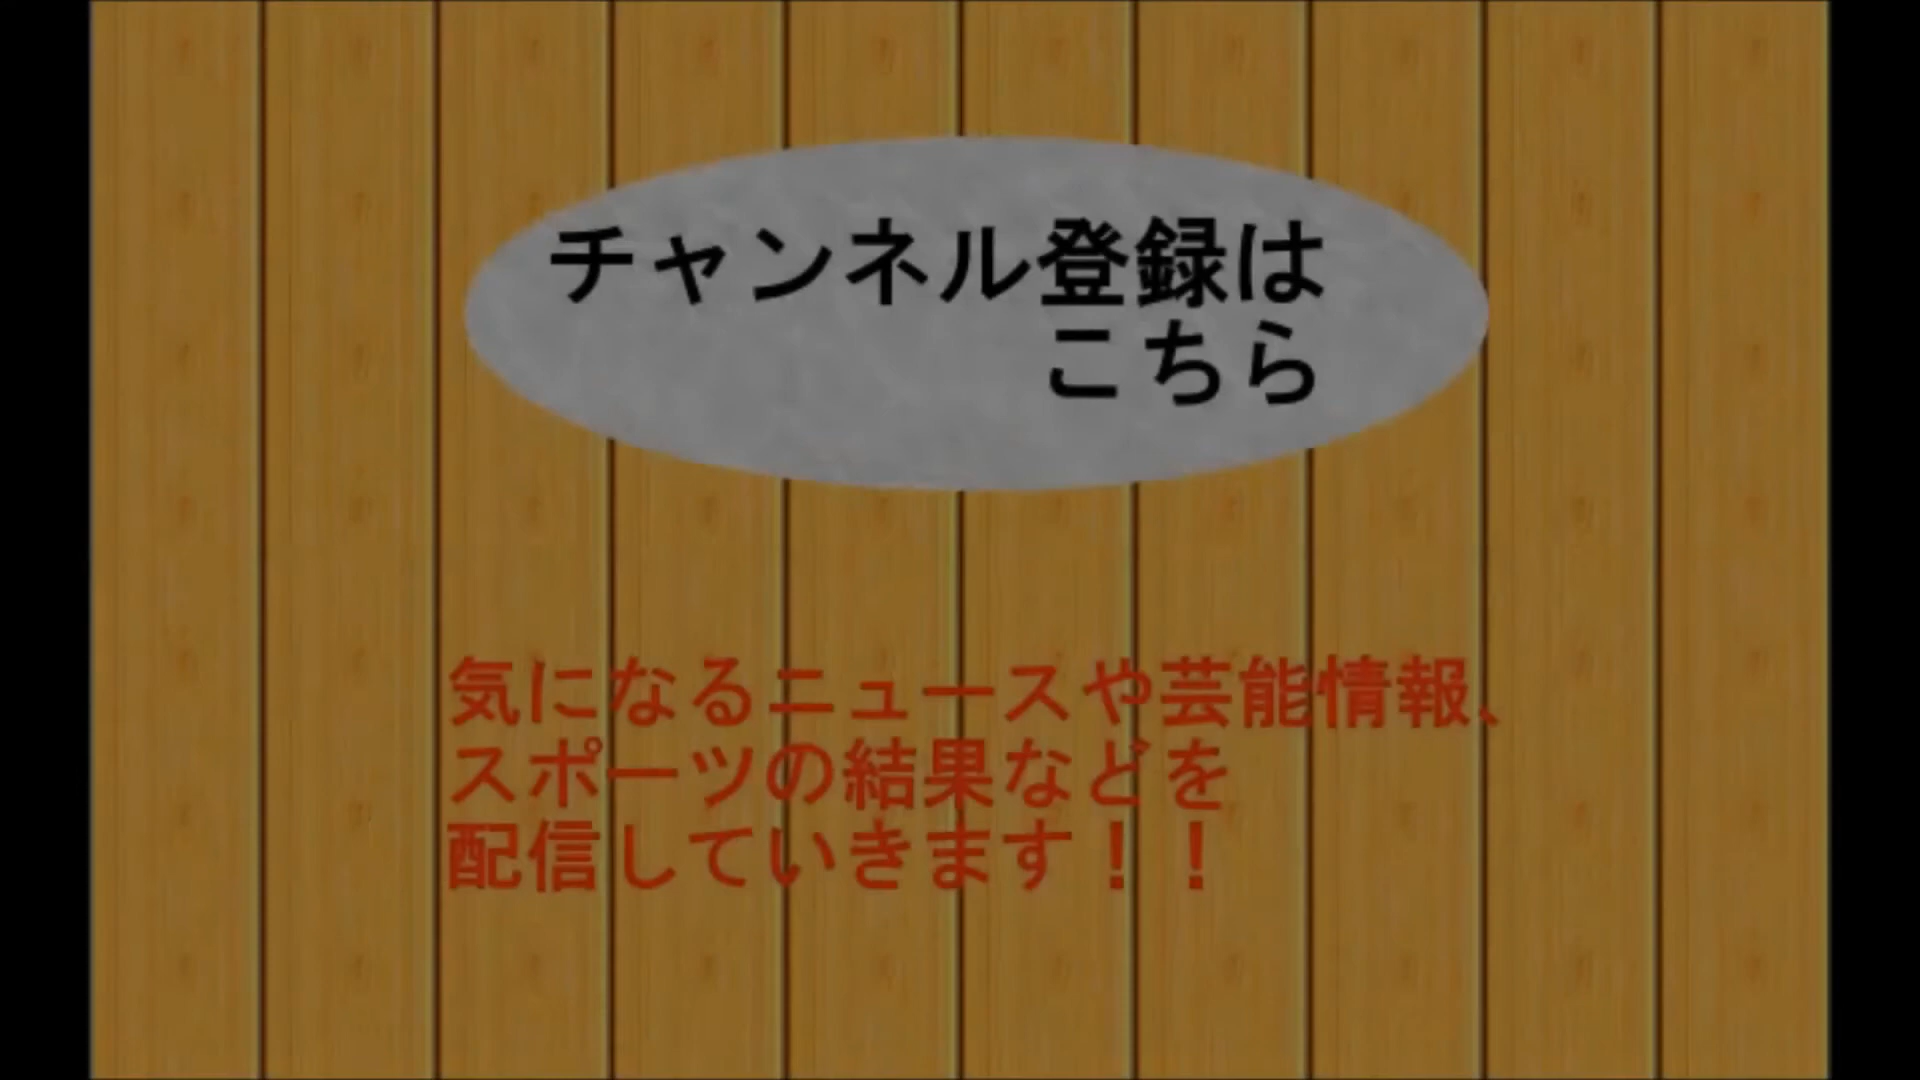 チャンネル登録は
こちら
気になるニュースや芸能情報、
スポーツの結果などを
配信していきます！！